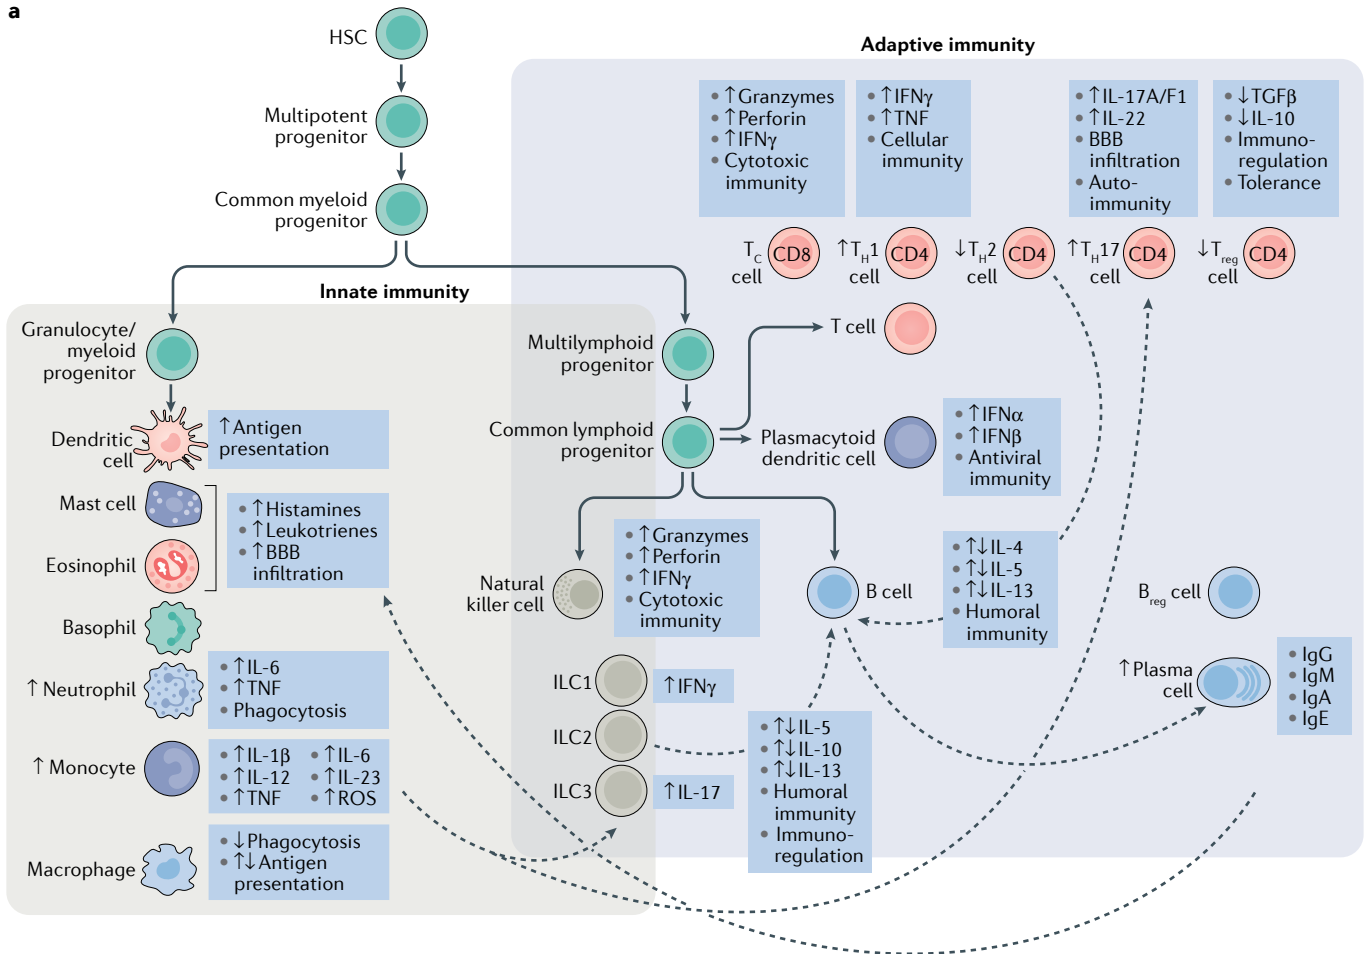 a
HSC
Multipotent
progenitor
Common myeloid
progenitor
Innate immunity
Granulocyte/
myeloid
progenitor
Dendritic
cell
↑Antigen
presentation
Mast cell
Eosinophil
• ↑Histamines
• ↑Leukotrienes
• ↑BBB
infiltration
Basophil
↑Neutrophil
• ↑IL-6
• ↑TNF
• Phagocytosis
↑Monocyte
• ↑IL-1β
• ↑IL-12
• ↑TNF
• ↑IL-6
• ↑IL-23
• ↑ROS
Macrophage
• ↓Phagocytosis
• ↑↓Antigen
presentation
Adaptive immunity
• ↑Granzymes
• ↑Perforin
• ↑IFNγ
• Cytotoxic
immunity
• ↑IFNγ
• ↑TNF
• Cellular
immunity
• ↑IL-17A/F1
• ↑IL-22
• BBB
infiltration
• Auto-
immunity
• ↓TGFβ
• ↓IL-10
• Immuno-
regulation
• Tolerance
TC
cell
CD8
↑TH1
cell
CD4
↓TH2
cell
CD4
↑TH17
cell
CD4
↓Treg
cell
CD4
Multilymphoid
progenitor
T cell
Common lymphoid
progenitor
Plasmacytoid
dendritic cell
• ↑IFNα
• ↑IFNβ
• Antiviral
immunity
Natural
killer cell
• ↑Granzymes
• ↑Perforin
• ↑IFNγ
• Cytotoxic
immunity
B cell
• ↑↓IL-4
• ↑↓IL-5
• ↑↓IL-13
• Humoral
immunity
Breg cell
↑Plasma
cell
• IgG
• IgM
• IgA
• IgE
ILC1
↑IFNγ
ILC2
• ↑↓IL-5
• ↑↓IL-10
• ↑↓IL-13
• Humoral
immunity
• Immuno-
regulation
ILC3
↑IL-17